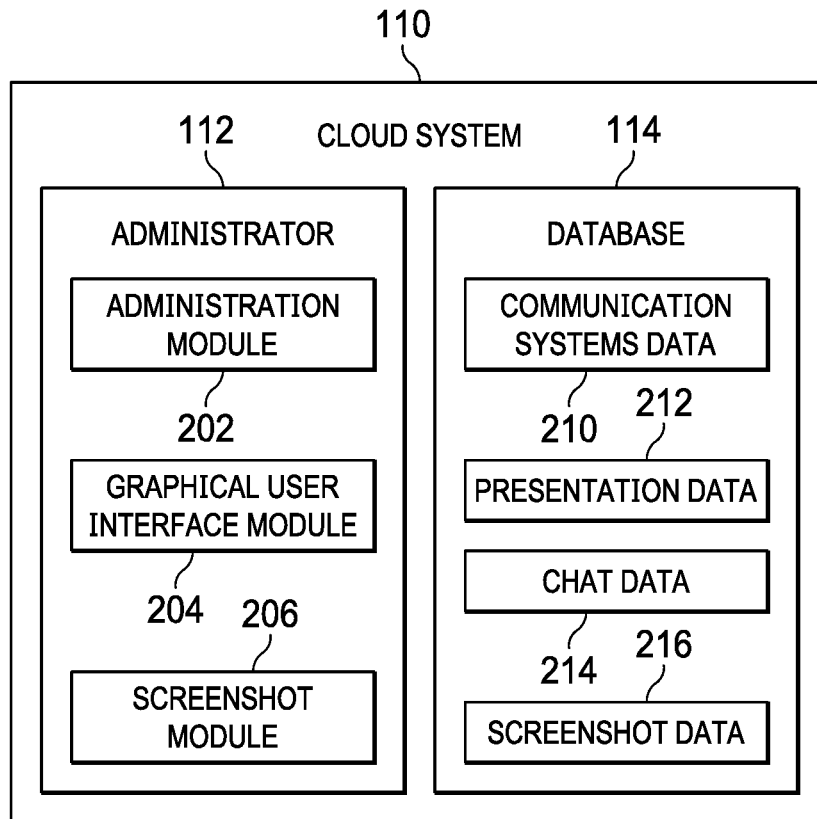 110
CLOUD SYSTEM
112
ADMINISTRATOR
ADMINISTRATION
MODULE
202
GRAPHICAL USER
INTERFACE MODULE
204
206
SCREENSHOT
MODULE
114
DATABASE
COMMUNICATION
SYSTEMS DATA
210
212
PRESENTATION DATA
CHAT DATA
214
216
SCREENSHOT DATA